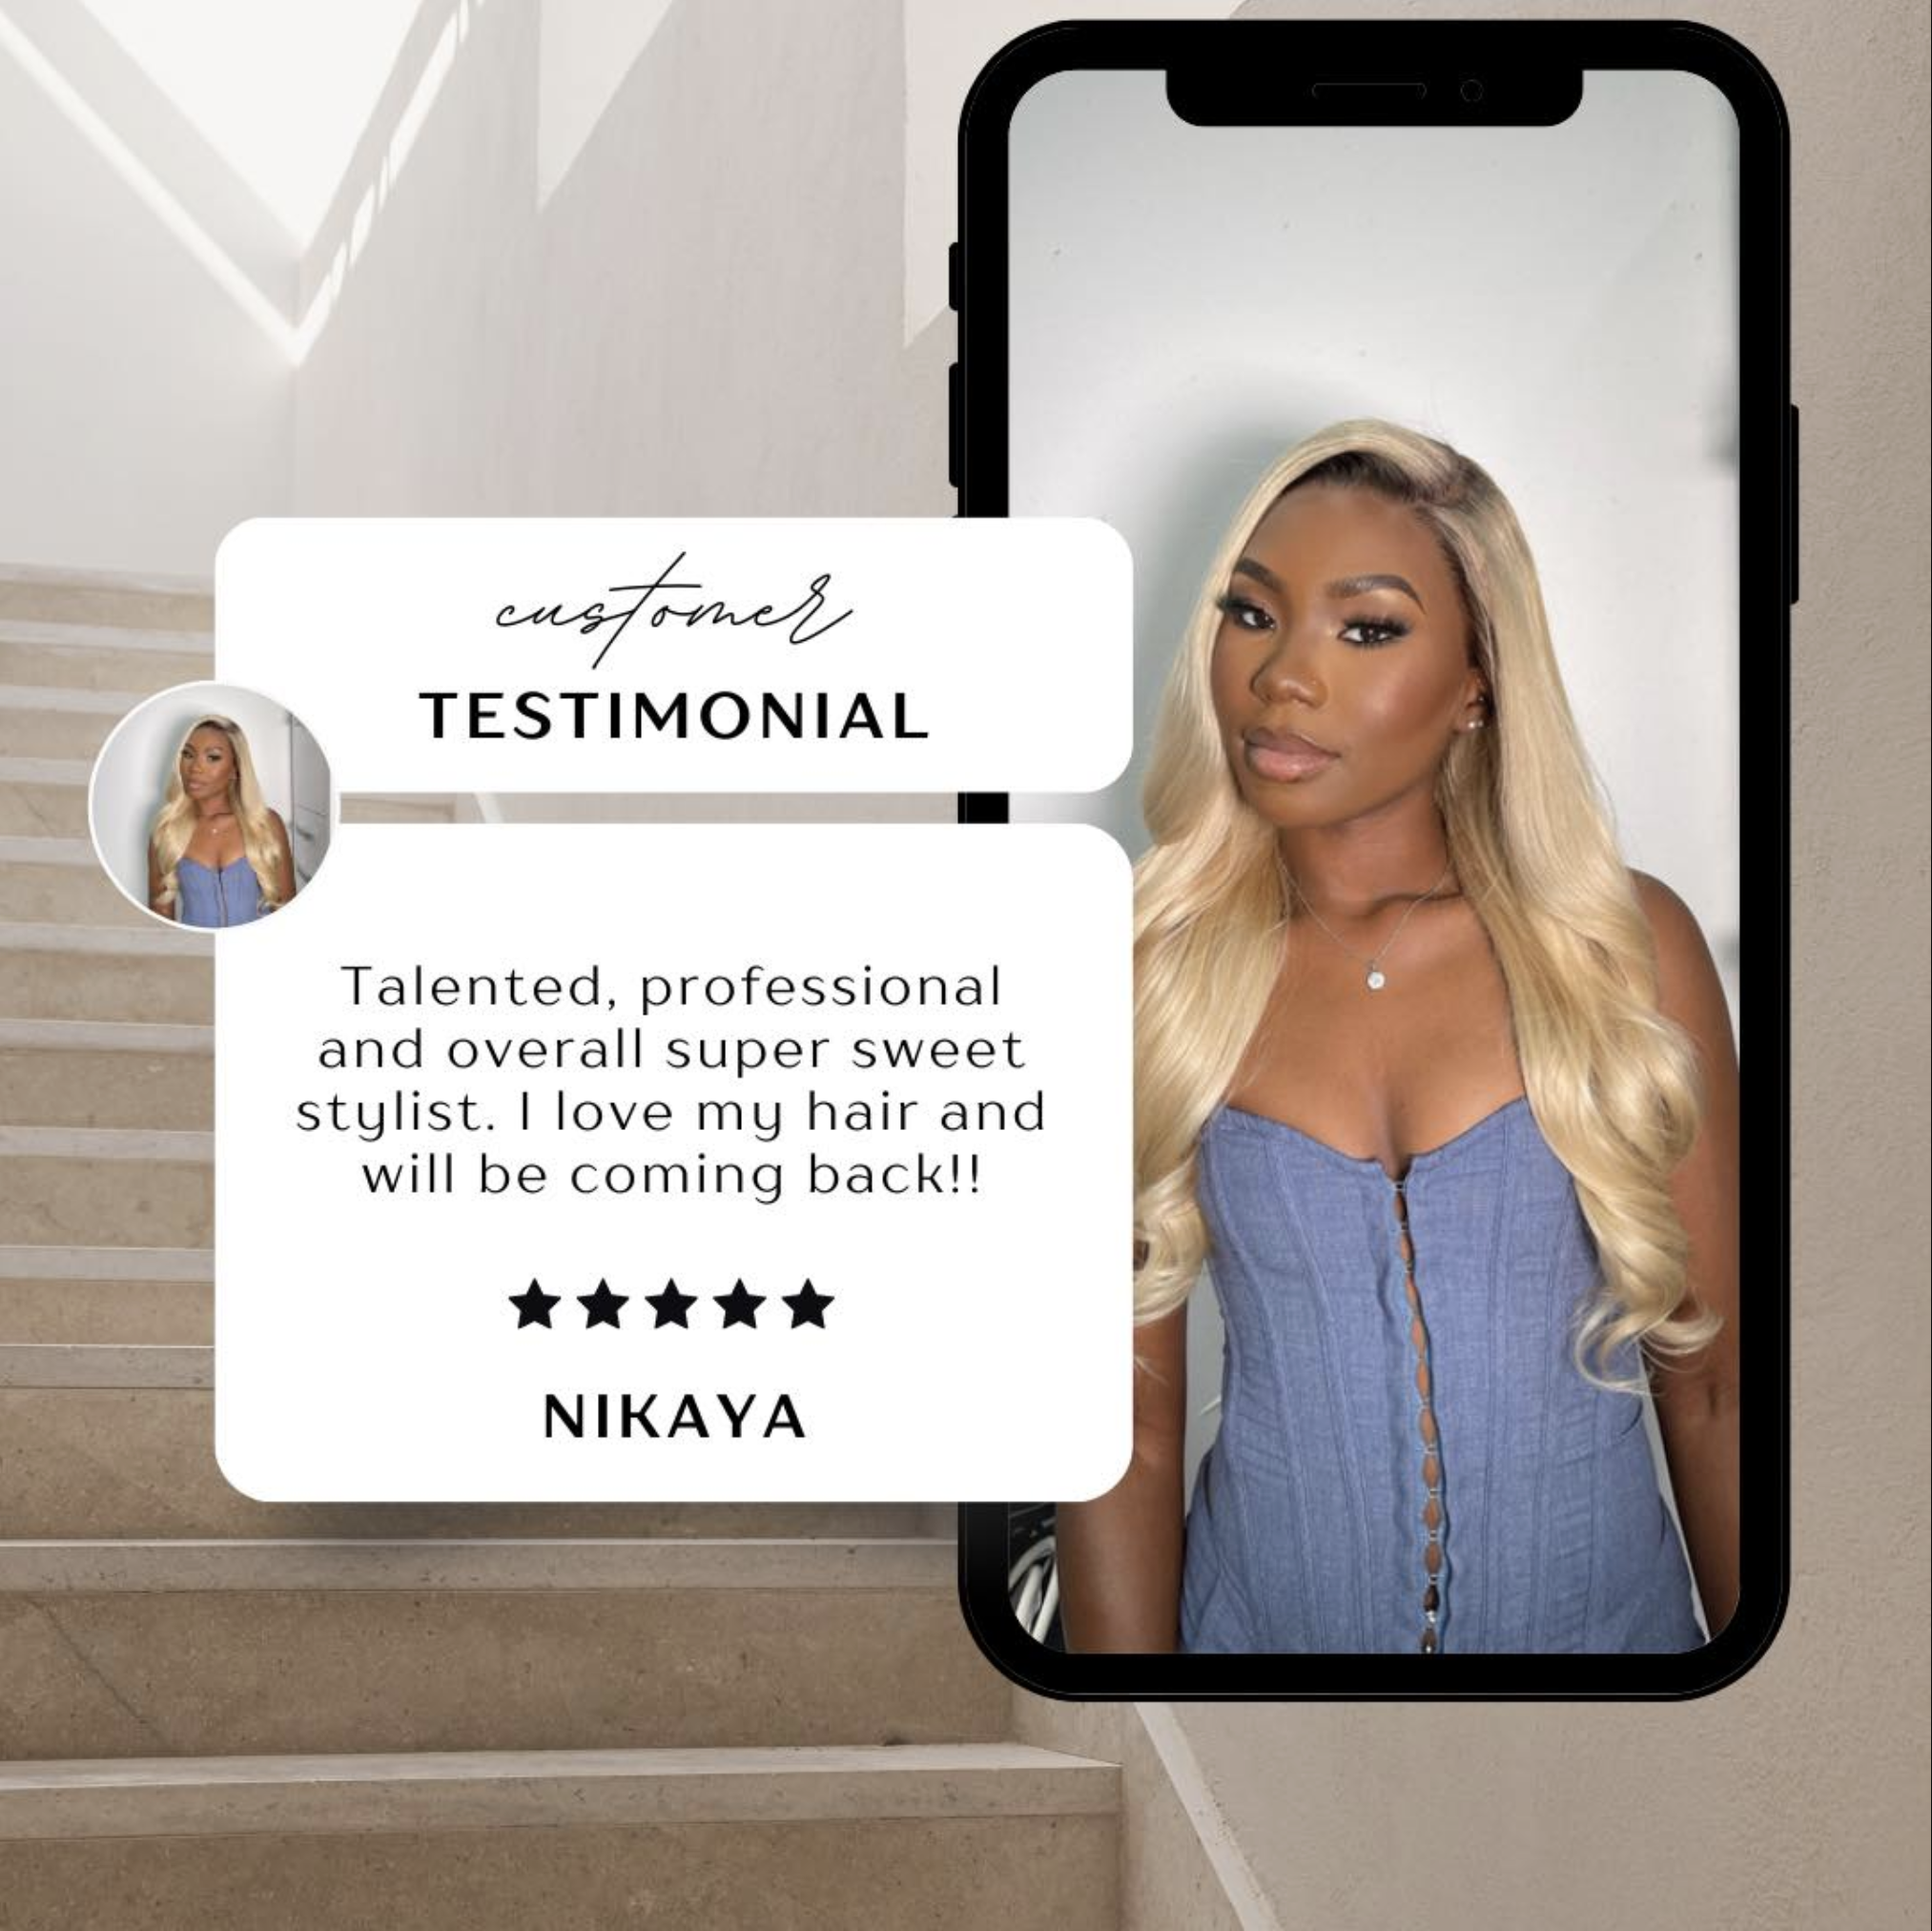 customer
TESTIMONIAL
Talented, professional
and overall super sweet
stylist. I love my hair and
will be coming back!!
NIKAYA